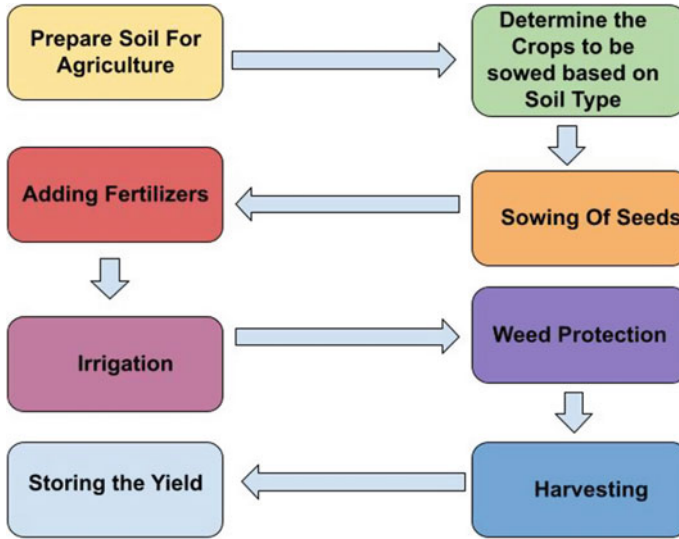 Prepare Soil For
Agriculture
Determine the
Crops to be
sowed based on
Soil Type
Sowing Of Seeds
Adding Fertilizers
Irrigation
Weed Protection
Harvesting
Storing the Yield